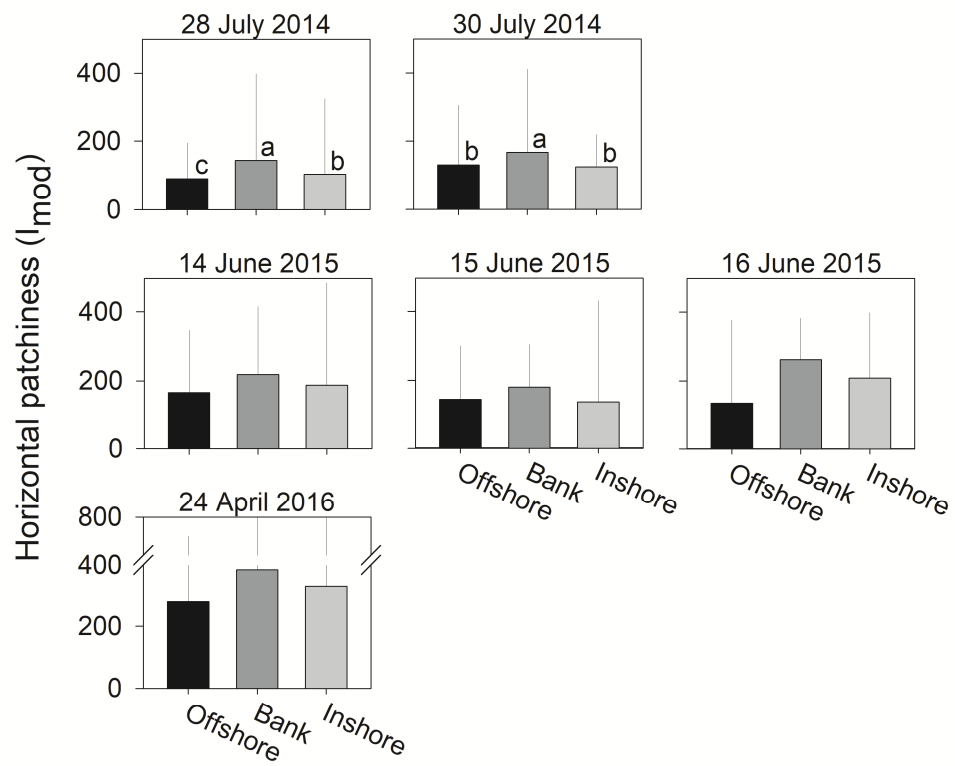 28 July 2014
30 July 2014
400
200
0
c
a
b
b
a
b
Horizontal patchiness (Imod)
14 June 2015
15 June 2015
16 June 2015
400
200
0
Offshore
Bank
Inshore
Offshore
Bank
Inshore
24 April 2016
800
400
200
0
Offshore
Bank
Inshore